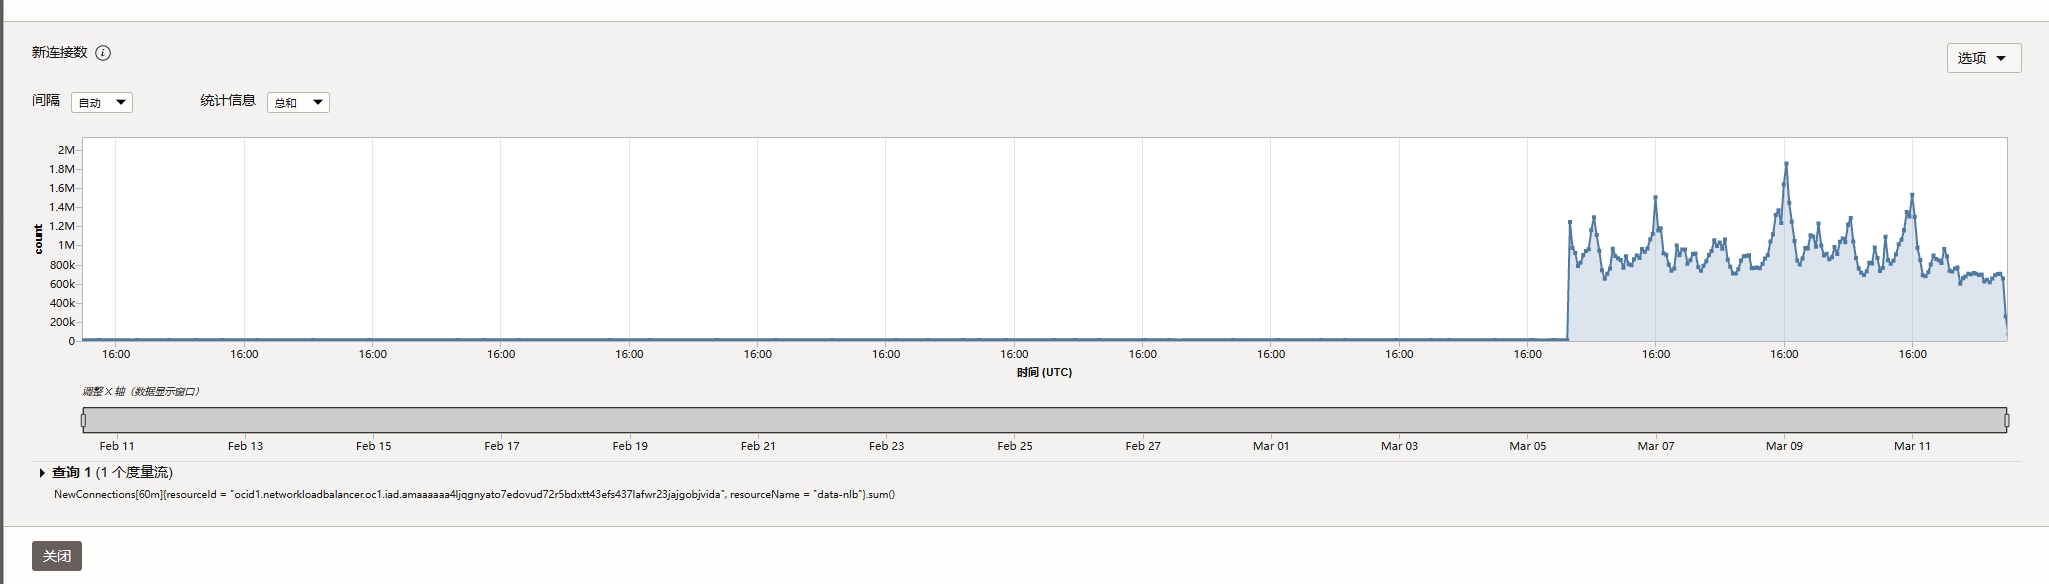 新连接数
选项
间隔 自动 统计信息 总和
count
2M
1.8M
1.6M
1.4M
1.2M
1M
800k
600k
400k
200k
0
16:00 16:00 16:00 16:00 16:00 16:00 16:00 16:00 16:00 16:00 16:00 16:00 16:00 16:00 16:00
时间 (UTC)
调整 X 轴（数据显示窗口）
Feb 11 Feb 13 Feb 15 Feb 17 Feb 19 Feb 21 Feb 23 Feb 25 Feb 27 Mar 01 Mar 03 Mar 05 Mar 07 Mar 09 Mar 11
查询 1 (1 个度量流)
NewConnections[60m]{resourceId = "ocid1.networkloadbalancer.oc1.iad.amaaaaaa4ljqgnyato7edovud72r5bdxtt43efs437lafwr23jajgobjvida", resourceName = "data-nlb"}.sum()
关闭